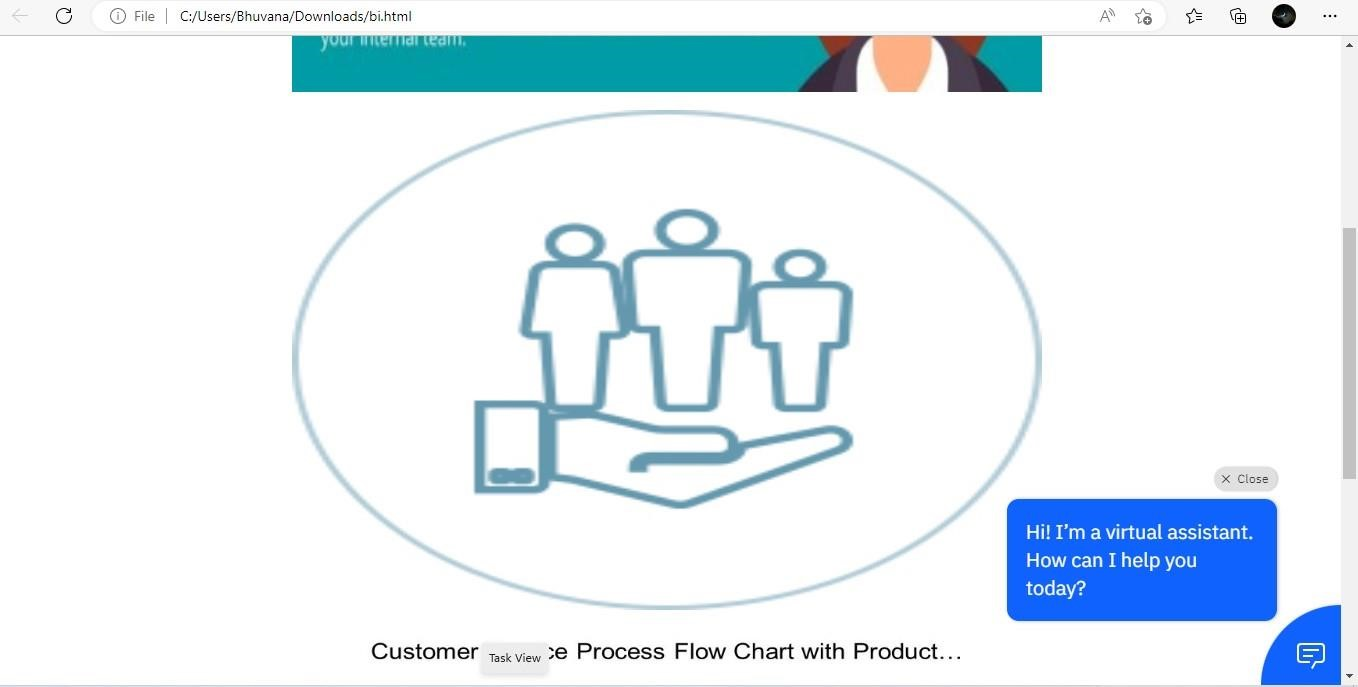 File
C:/Users/Bhuvana/Downloads/bi.html
your internal team.
Close
Hi! I'm a virtual assistant.
How can I help you
today?
Customer ce Process Flow Chart with Product...
Task View